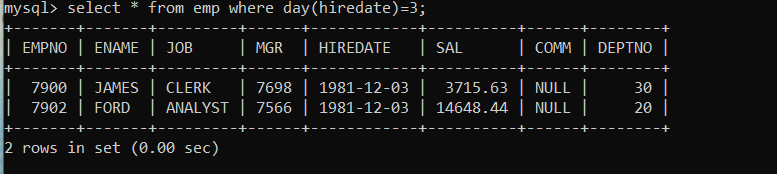 mysql> select * from emp where day(hiredate)=3;
+-------+-------+---------+------+------------+----------+------+--------+
| EMPNO | ENAME | JOB     | MGR  | HIREDATE   | SAL      | COMM | DEPTNO |
+-------+-------+---------+------+------------+----------+------+--------+
|  7900 | JAMES | CLERK   | 7698 | 1981-12-03 |  3715.63 | NULL |     30 |
|  7902 | FORD  | ANALYST | 7566 | 1981-12-03 | 14648.44 | NULL |     20 |
+-------+-------+---------+------+------------+----------+------+--------+
2 rows in set (0.00 sec)